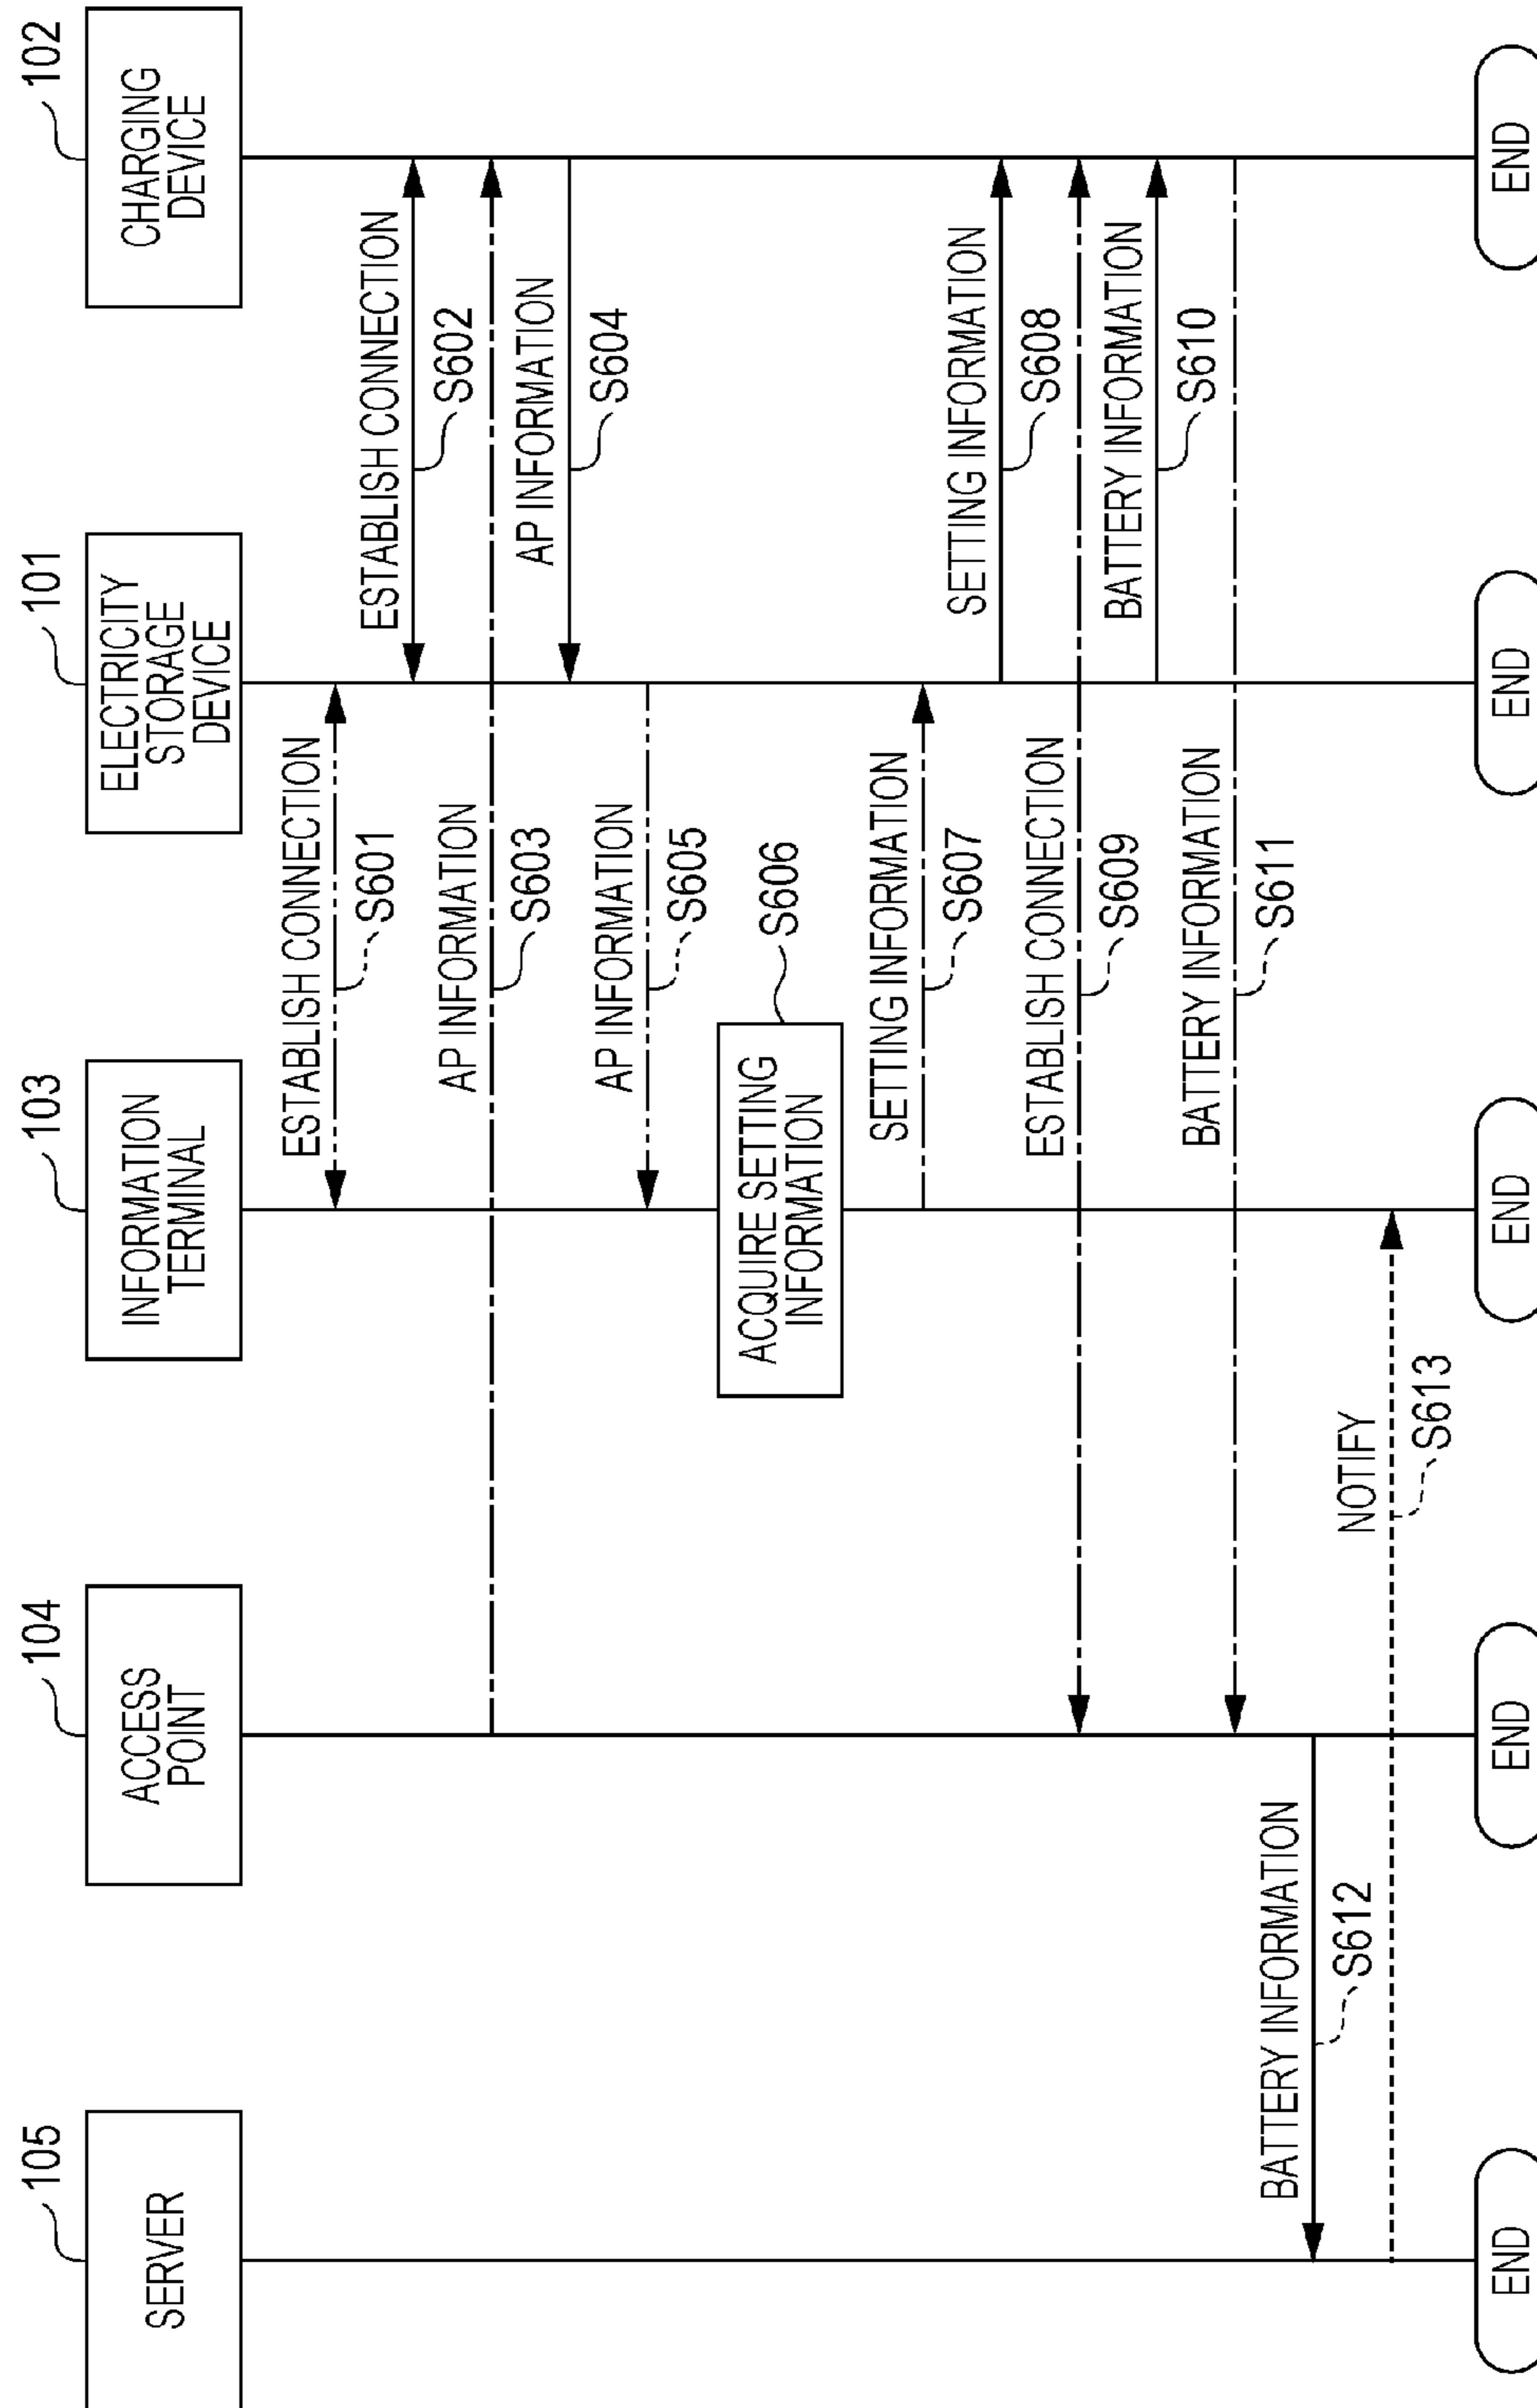 105
SERVER
104
ACCESS
POINT
103
INFORMATION
TERMINAL
101
ELECTRICITY
STORAGE
DEVICE
102
CHARGING
DEVICE
ESTABLISH CONNECTION
S601
ESTABLISH CONNECTION
S602
AP INFORMATION
S603
AP INFORMATION
S604
AP INFORMATION
S605
ACQUIRE SETTING
INFORMATION
S606
SETTING INFORMATION
S607
SETTING INFORMATION
S608
ESTABLISH CONNECTION
S609
BATTERY INFORMATION
S610
BATTERY INFORMATION
S611
BATTERY INFORMATION
S612
NOTIFY
S613
END
END
END
END
END